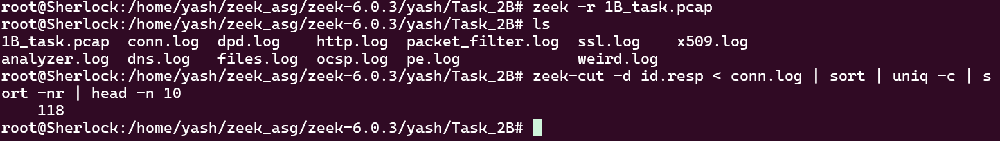 root@Sherlock:/home/yash/zeek_asg/zeek-6.0.3/yash/Task_2B# zeek -r 1B_task.pcap
root@Sherlock:/home/yash/zeek_asg/zeek-6.0.3/yash/Task_2B# ls
1B_task.pcap  conn.log  dpd.log    http.log  packet_filter.log  ssl.log    x509.log
analyzer.log  dns.log   files.log  ocsp.log  pe.log             weird.log
root@Sherlock:/home/yash/zeek_asg/zeek-6.0.3/yash/Task_2B# zeek-cut -d id.resp < conn.log | sort | uniq -c | s
ort -nr | head -n 10
    118
root@Sherlock:/home/yash/zeek_asg/zeek-6.0.3/yash/Task_2B#